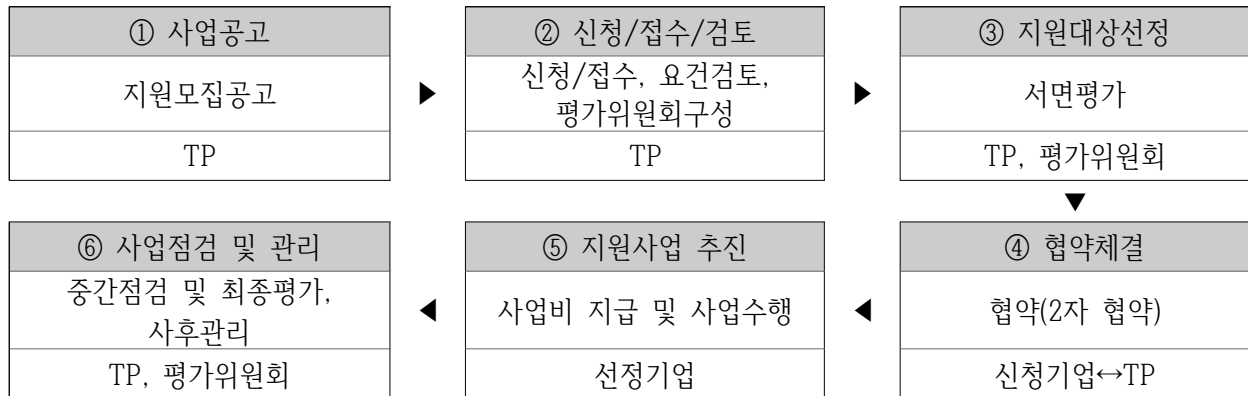 ① 사업공고
지원모집공고
TP
▶
② 신청/접수/검토
신청/접수, 요건검토,
평가위원회구성
TP
▶
③ 지원대상선정
서면평가
TP, 평가위원회
▼
④ 협약체결
협약(2자 협약)
신청기업↔TP
◀
⑤ 지원사업 추진
사업비 지급 및 사업수행
선정기업
◀
⑥ 사업점검 및 관리
중간점검 및 최종평가,
사후관리
TP, 평가위원회